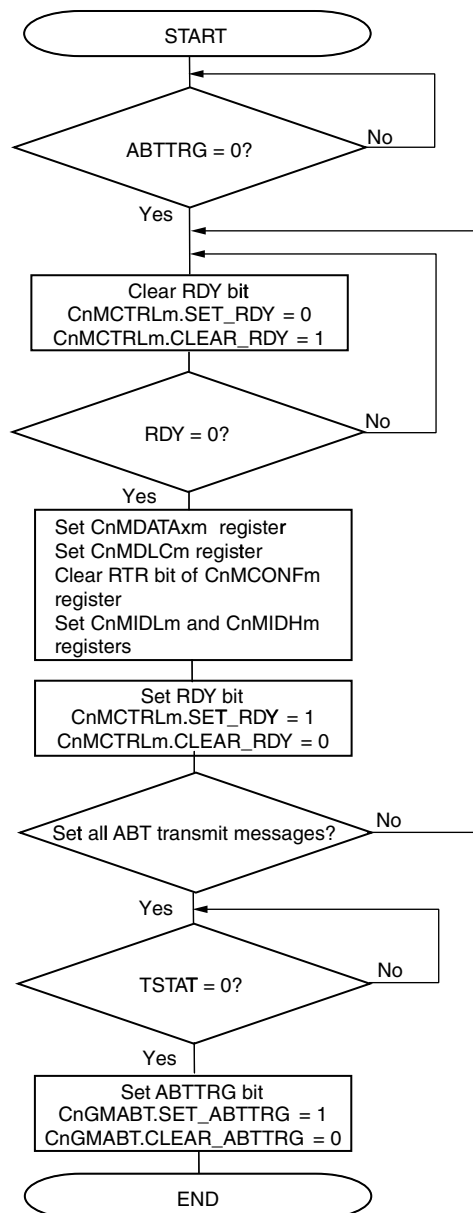 START
ABTTRG = 0?
No
Yes
Clear RDY bit
CnMCTRLm.SET_RDY = 0
CnMCTRLm.CLEAR_RDY = 1
RDY = 0?
No
Yes
Set CnMDATAxm register
Set CnMDLCm register
Clear RTR bit of CnMCONFm
register
Set CnMIDLm and CnMIDHm
registers
Set RDY bit
CnMCTRLm.SET_RDY = 1
CnMCTRLm.CLEAR_RDY = 0
Set all ABT transmit messages?
No
Yes
TSTAT = 0?
No
Yes
Set ABTTRG bit
CnGMABT.SET_ABTTRG = 1
CnGMABT.CLEAR_ABTTRG = 0
END